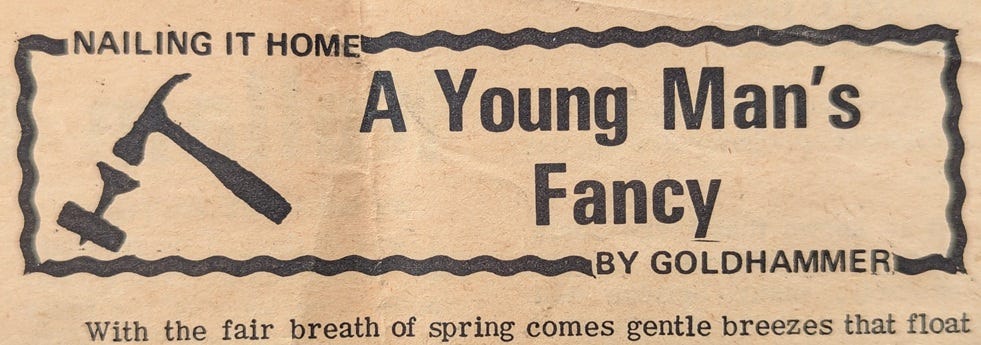 NAILING IT HOME
A Young Man's
Fancy
BY GOLDHAMMER
With the fair breath of spring comes gentle breezes that float